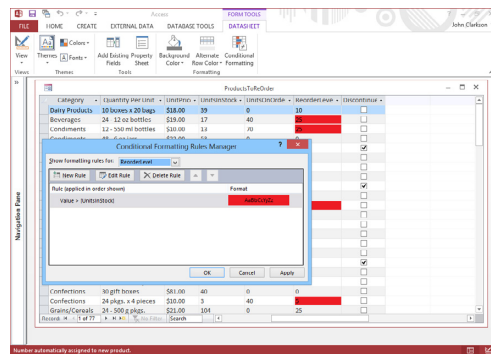 Access
FORM TOOLS
FILE HOME CREATE EXTERNAL DATA DATABASE TOOLS DATASHEET
John Clarkson
View Themes Colors Fonts Add Existing Fields Property Sheet Background Color Alternate Row Color Conditional Formatting
Views Themes Tools Formatting
ProductsToReOrder
Category Quantity Per Unit UnitPric UnitsInStock UnitsOnOrde ReorderLeve Discontinue
Dairy Products 10 boxes x 20 bags $18.00 39 0 10
Beverages 24 - 12 oz bottles $19.00 17 40 25
Condiments 12 - 550 ml bottles $10.00 13 70 25
Conditional Formatting Rules Manager
Show formatting rules for: ReorderLevel
New Rule Edit Rule Delete Rule
Rule (applied in order shown) Format
Value > [UnitsInStock] AaBbCcYyZz
OK Cancel Apply
Navigation Pane
Confections 30 gift boxes $81.00 40 0 0
Confections 24 pkgs. x 4 pieces $10.00 3 40 5
Grains/Cereals 24 - 500 g pkgs. $21.00 104 0 25
Record: 1 of 77 No Filter Search
Number automatically assigned to new product.